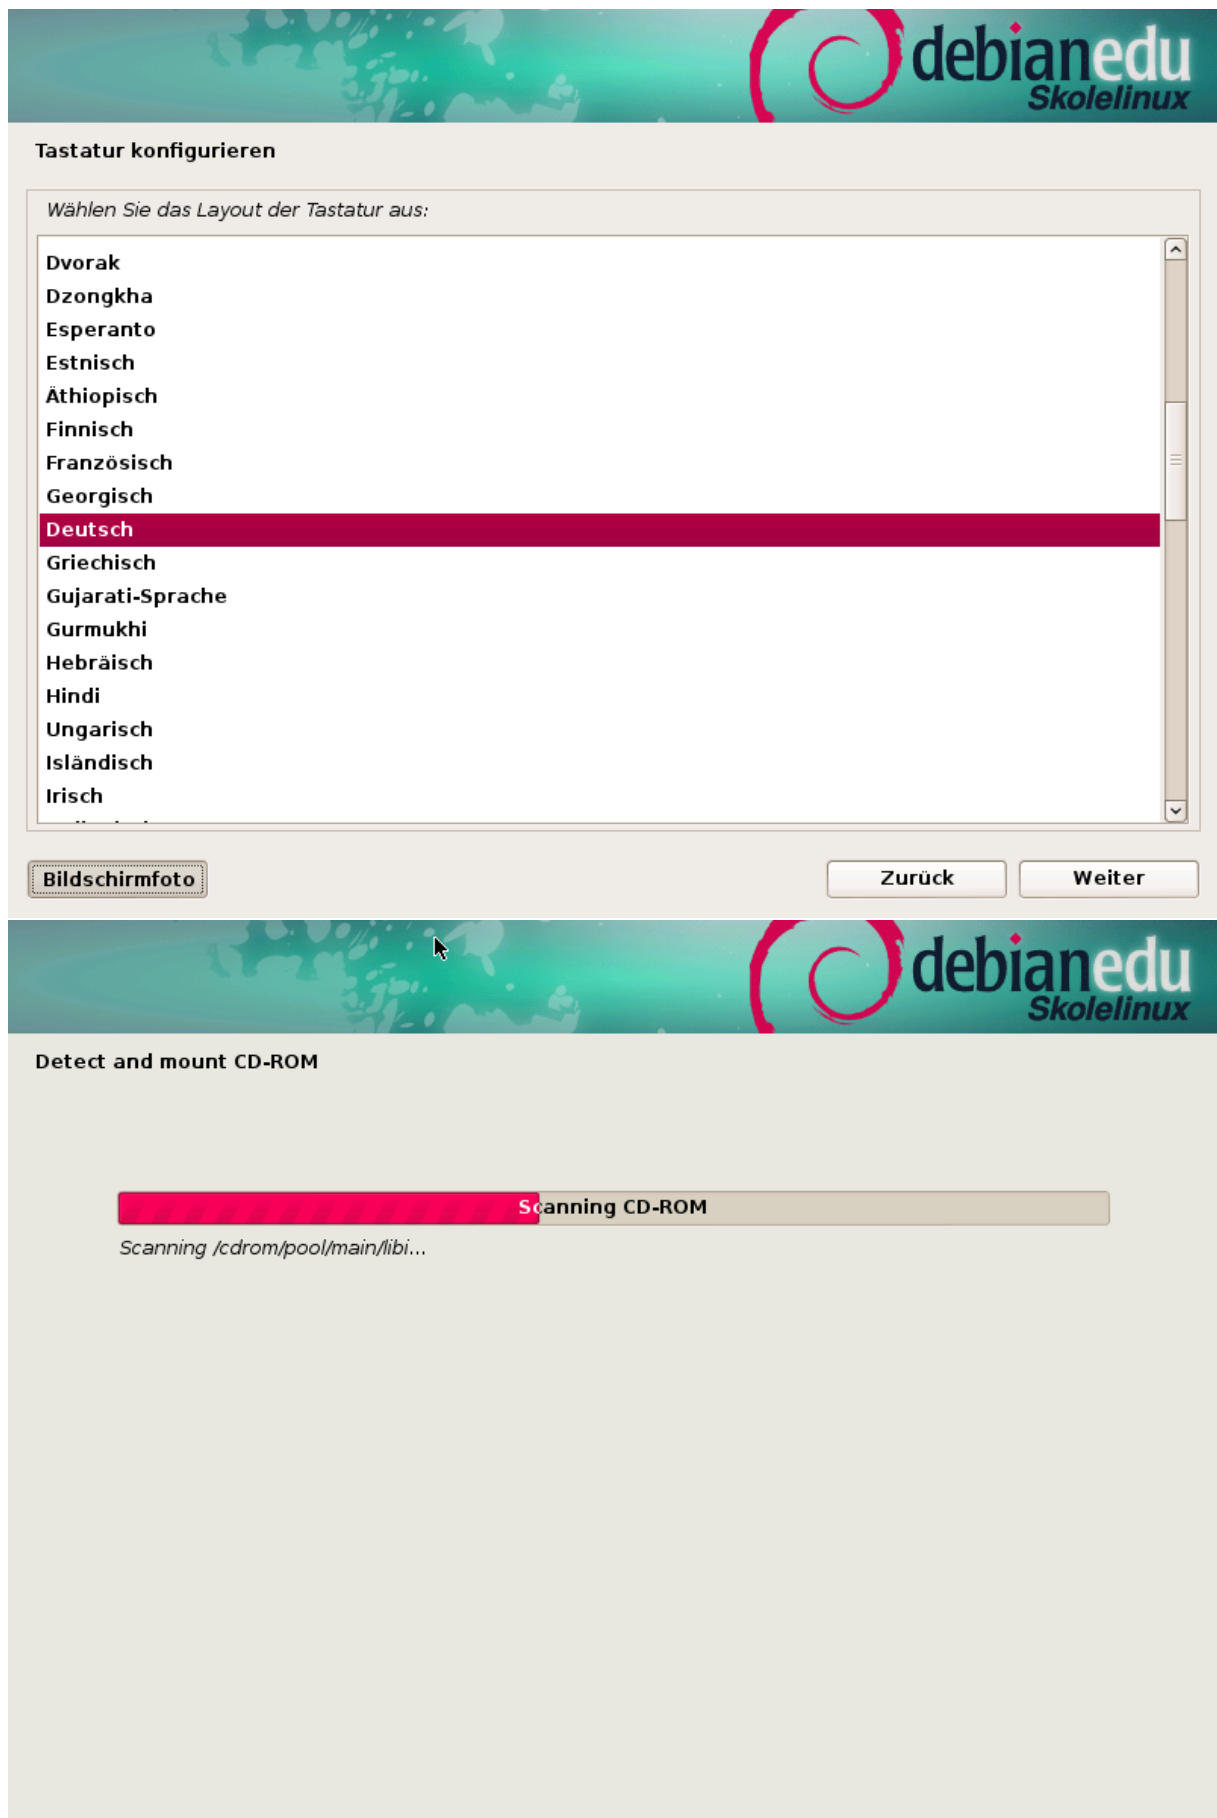 debianedu
Skolelinux
Tastatur konfigurieren
Wählen Sie das Layout der Tastatur aus:
Dvorak
Dzongkha
Esperanto
Estnisch
Äthiopisch
Finnisch
Französisch
Georgisch
Deutsch
Griechisch
Gujarati-Sprache
Gurmukhi
Hebräisch
Hindi
Ungarisch
Isländisch
Irisch
Bildschirmfoto
Zurück
Weiter
debianedu
Skolelinux
Detect and mount CD-ROM
Scanning CD-ROM
Scanning /cdrom/pool/main/libi...